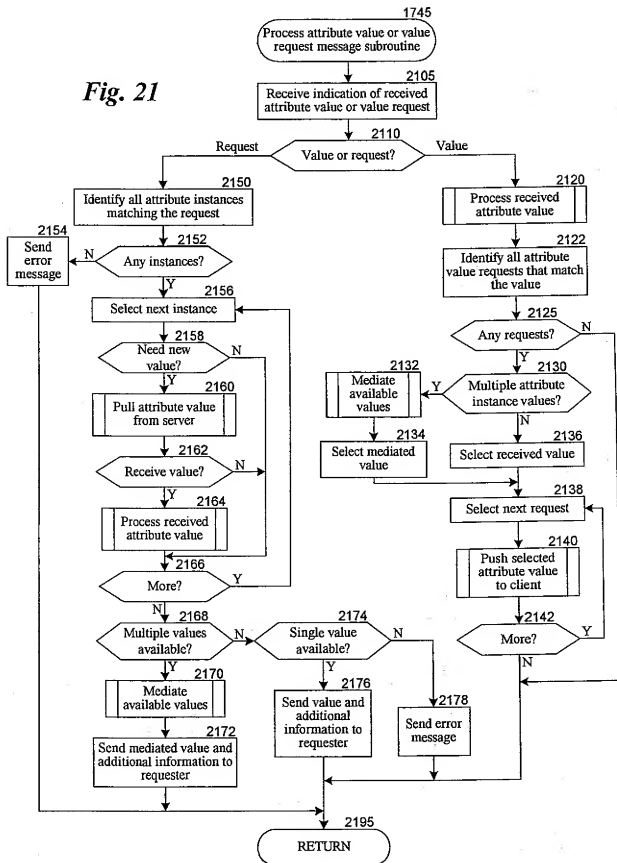 Fig. 21
1745
Process attribute value or value
request message subroutine
2105
Receive indication of received
attribute value or value request
2110
Value or request?
Request
Value
2150
Identify all attribute instances
matching the request
2152
Any instances?
N
Y
2154
Send
error
message
2156
Select next instance
2158
Need new
value?
N
Y
2160
Pull attribute value
from server
2162
Receive value?
N
Y
2164
Process received
attribute value
2166
More?
Y
N
2168
Multiple values
available?
N
Y
2170
Mediate
available values
2172
Send mediated value and
additional information to
requester
2174
Single value
available?
N
Y
2176
Send value and
additional
information to
requester
2178
Send error
message
2120
Process received
attribute value
2122
Identify all attribute
value requests that match
the value
2125
Any requests?
N
Y
2130
Multiple attribute
instance values?
Y
N
2132
Mediate
available
values
2134
Select mediated
value
2136
Select received value
2138
Select next request
2140
Push selected
attribute value
to client
2142
More?
Y
N
2195
RETURN